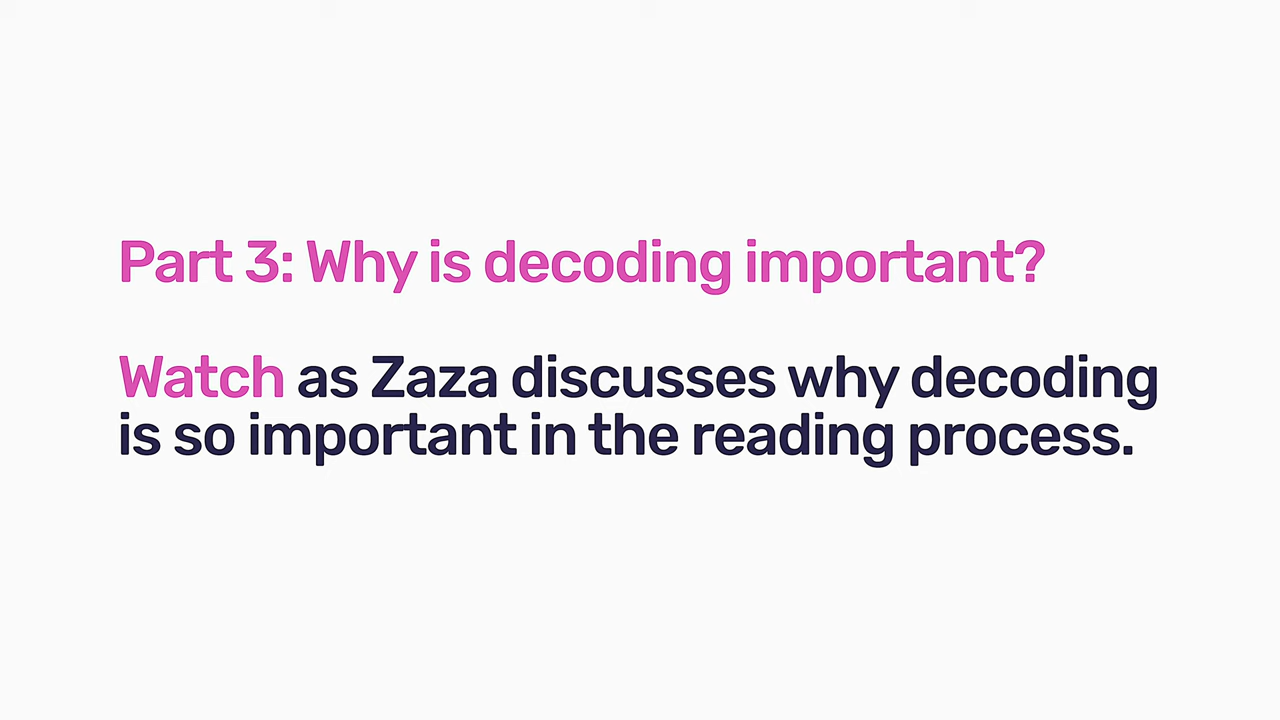 Part 3: Why is decoding important?
Watch as Zaza discusses why decoding
is so important in the reading process.